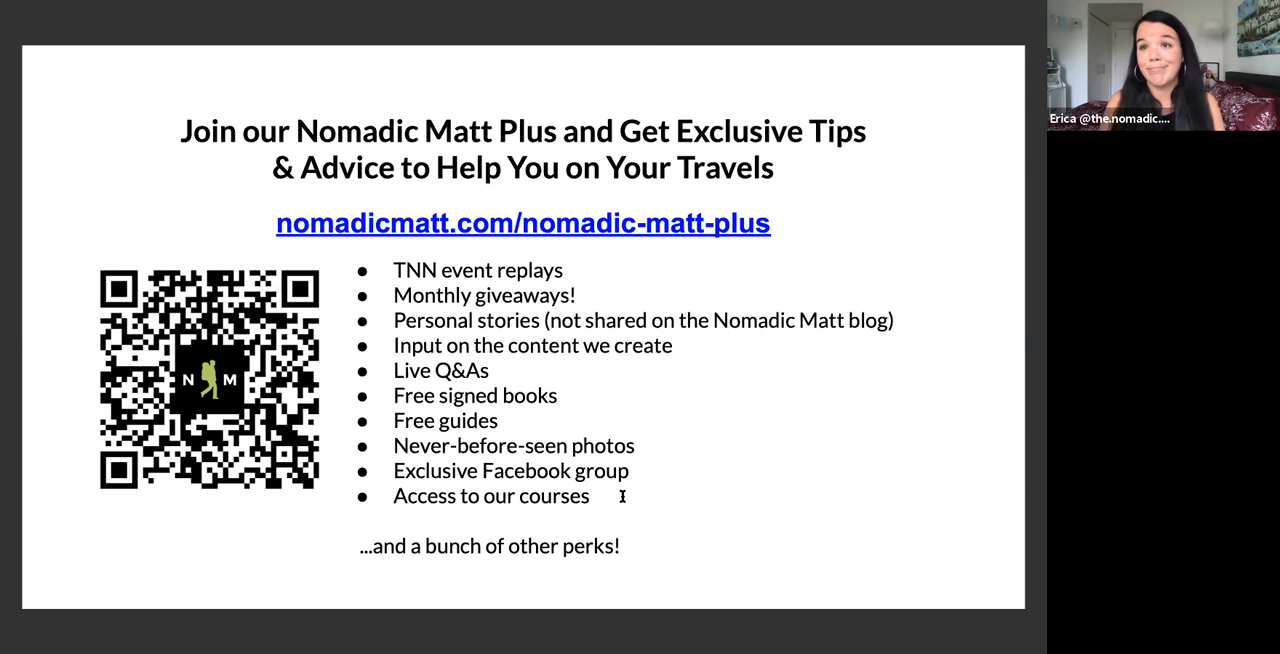 Join our Nomadic Matt Plus and Get Exclusive Tips
& Advice to Help You on Your Travels
nomadicmatt.com/nomadic-matt-plus
N M
● TNN event replays
● Monthly giveaways!
● Personal stories (not shared on the Nomadic Matt blog)
● Input on the content we create
● Live Q&As
● Free signed books
● Free guides
● Never-before-seen photos
● Exclusive Facebook group
● Access to our courses
...and a bunch of other perks!
Erica @the.nomadic....